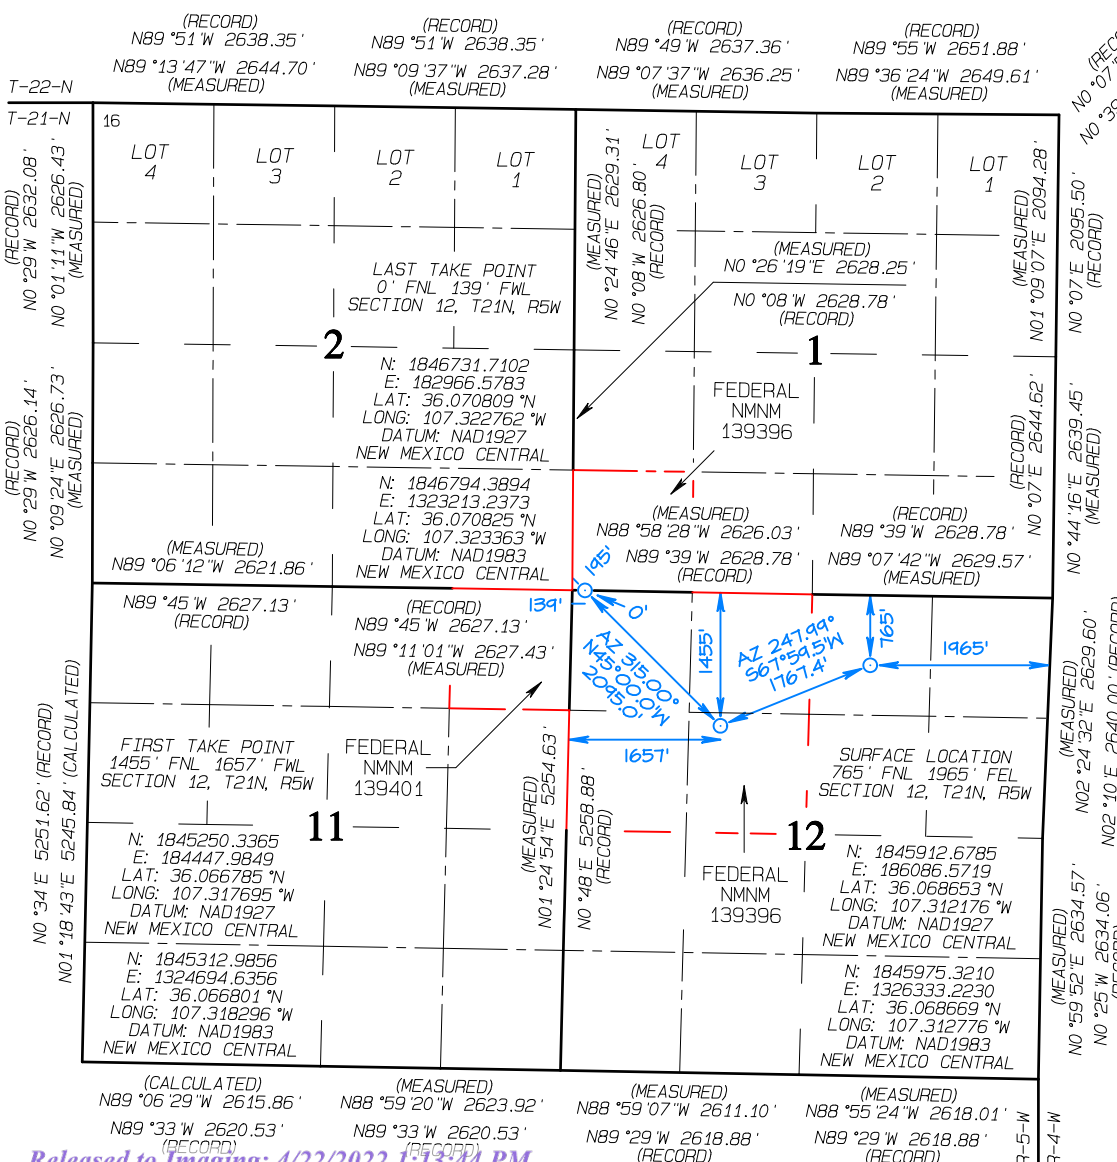 (RECORD)
N89°51'W 2638.35'
N89°13'47"W 2644.70'
(MEASURED)
(RECORD)
N89°51'W 2638.35'
N89°09'37"W 2637.28'
(MEASURED)
(RECORD)
N89°49'W 2637.36'
N89°07'37"W 2636.25'
(MEASURED)
(RECORD)
N89°55'W 2651.88'
N89°36'24"W 2649.61'
(MEASURED)
T-22-N
T-21-N
16
LOT
4
LOT
3
LOT
2
LOT
1
LOT
4
LOT
3
LOT
2
LOT
1
(RECORD)
N0°29'W 2632.08'
N0°01'11"W 2626.43'
(MEASURED)
(MEASURED)
N0°24'46"E 2629.31'
N0°08'W 2626.80'
(RECORD)
(MEASURED)
N01°09'07"E 2094.28'
N0°07'E 2095.50'
(RECORD)
(MEASURED)
N0°26'19"E 2628.25'
N0°08'W 2628.78'
(RECORD)
LAST TAKE POINT
0' FNL 139' FWL
SECTION 12, T21N, R5W
2
1
N: 1846731.7102
E: 182966.5783
LAT: 36.070809°N
LONG: 107.322762°W
DATUM: NAD1927
NEW MEXICO CENTRAL
N: 1846794.3894
E: 1323213.2373
LAT: 36.070825°N
LONG: 107.323363°W
DATUM: NAD1983
NEW MEXICO CENTRAL
FEDERAL
NMNM
139396
(RECORD)
N0°29'W 2626.14'
N0°09'24"E 2626.73'
(MEASURED)
(RECORD)
N0°07'E 2644.62'
N0°44'16"E 2639.45'
(MEASURED)
(MEASURED)
N89°06'12"W 2621.86'
N89°45'W 2627.13'
(RECORD)
(RECORD)
N89°45'W 2627.13'
N89°11'01"W 2627.43'
(MEASURED)
(MEASURED)
N88°58'28"W 2626.03'
N89°39'W 2628.78'
(RECORD)
(RECORD)
N89°39'W 2628.78'
N89°07'42"W 2629.57'
(MEASURED)
195'
139'
0'
AZ 315.00°
N45°00.0'W
2095.0'
1455'
AZ 247.99°
S67°59.5'W
1767.4'
765'
1965'
1657'
FIRST TAKE POINT
1455' FNL 1657' FWL
SECTION 12, T21N, R5W
FEDERAL
NMNM
139401
SURFACE LOCATION
765' FNL 1965' FEL
SECTION 12, T21N, R5W
11
12
N: 1845250.3365
E: 184447.9849
LAT: 36.066785°N
LONG: 107.317695°W
DATUM: NAD1927
NEW MEXICO CENTRAL
N: 1845312.9856
E: 1324694.6356
LAT: 36.066801°N
LONG: 107.318296°W
DATUM: NAD1983
NEW MEXICO CENTRAL
FEDERAL
NMNM
139396
N: 1845912.6785
E: 186086.5719
LAT: 36.068653°N
LONG: 107.312176°W
DATUM: NAD1927
NEW MEXICO CENTRAL
N: 1845975.3210
E: 1326333.2230
LAT: 36.068669°N
LONG: 107.312776°W
DATUM: NAD1983
NEW MEXICO CENTRAL
N0°34'E 5251.62' (RECORD)
N01°18'43"E 5245.84' (CALCULATED)
(MEASURED)
N01°24'54"E 5254.63'
N0°48'E 5258.88'
(RECORD)
(MEASURED)
N02°24'32"E 2629.60'
N02°10'E 2640.00' (RECORD)
(MEASURED)
N0°59'52"E 2634.57'
N0°25'W 2634.06'
(CALCULATED)
N89°06'29"W 2615.86'
N89°33'W 2620.53'
(RECORD)
(MEASURED)
N88°59'20"W 2623.92'
N89°33'W 2620.53'
(RECORD)
(MEASURED)
N88°59'07"W 2611.10'
N89°29'W 2618.88'
(RECORD)
(MEASURED)
N88°55'24"W 2618.01'
N89°29'W 2618.88'
(RECORD)
R-5-W
R-4-W
Released to Imaging: 4/22/2022 1:13:44 PM